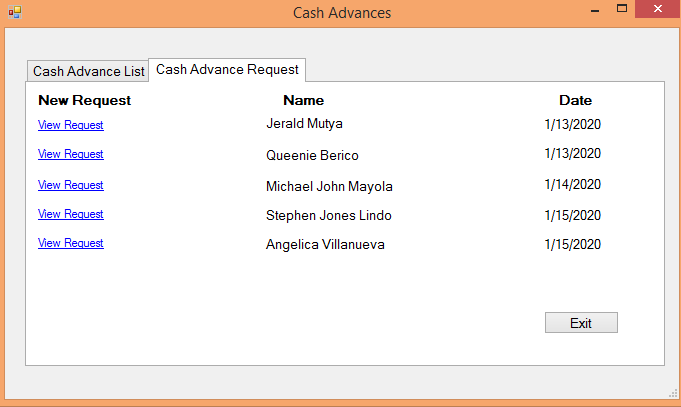 Cash Advances
Cash Advance List Cash Advance Request
New Request Name Date
View Request Jerald Mutya 1/13/2020
View Request Queenie Berico 1/13/2020
View Request Michael John Mayola 1/14/2020
View Request Stephen Jones Lindo 1/15/2020
View Request Angelica Villanueva 1/15/2020
Exit